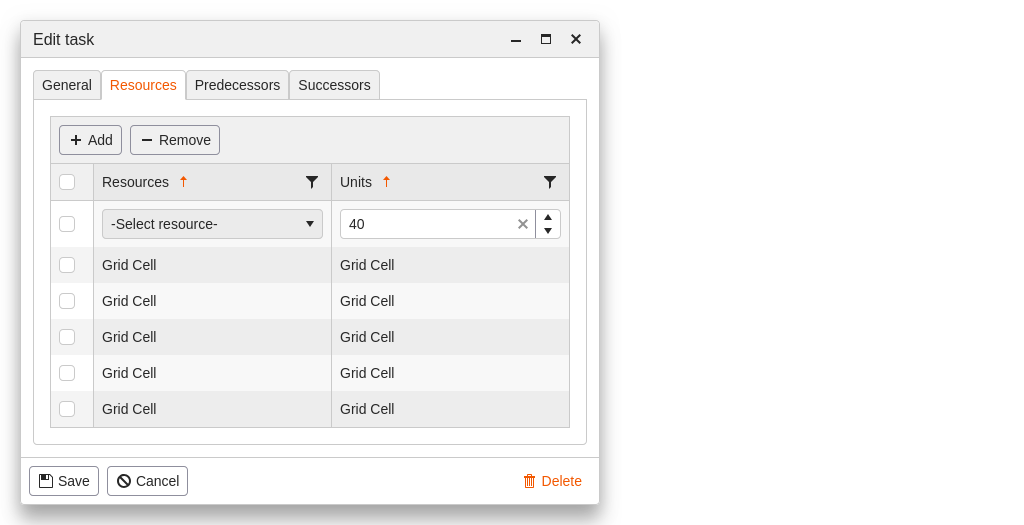 Edit task
General Resources Predecessors Successors
Add Remove
Resources Units
-Select resource- 40
Grid Cell Grid Cell
Grid Cell Grid Cell
Grid Cell Grid Cell
Grid Cell Grid Cell
Grid Cell Grid Cell
Save Cancel Delete